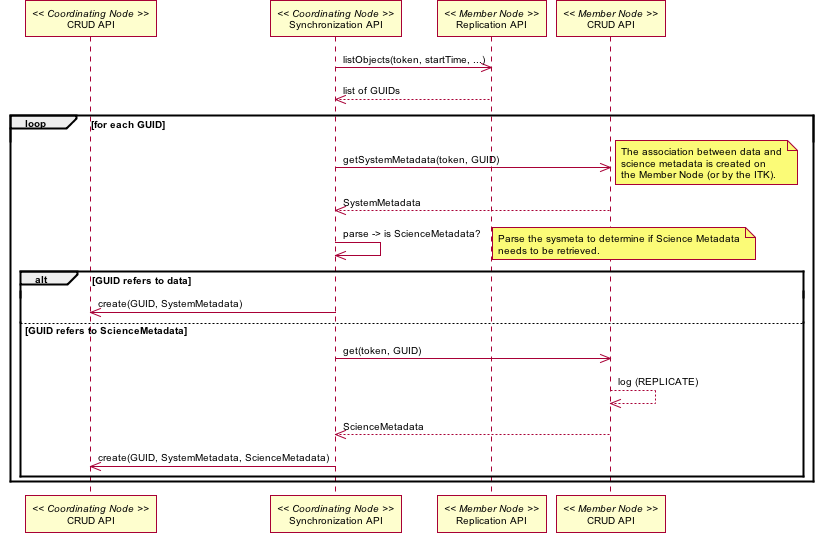 << Coordinating Node >>
CRUD API
<< Coordinating Node >>
Synchronization API
<< Member Node >>
Replication API
<< Member Node >>
CRUD API
listObjects(token, startTime, ...)
list of GUIDs
loop
[for each GUID]
getSystemMetadata(token, GUID)
The association between data and
science metadata is created on
the Member Node (or by the ITK).
SystemMetadata
parse -> is ScienceMetadata?
Parse the sysmeta to determine if Science Metadata
needs to be retrieved.
alt
[GUID refers to data]
create(GUID, SystemMetadata)
[GUID refers to ScienceMetadata]
get(token, GUID)
log (REPLICATE)
ScienceMetadata
create(GUID, SystemMetadata, ScienceMetadata)
<< Coordinating Node >>
CRUD API
<< Coordinating Node >>
Synchronization API
<< Member Node >>
Replication API
<< Member Node >>
CRUD API